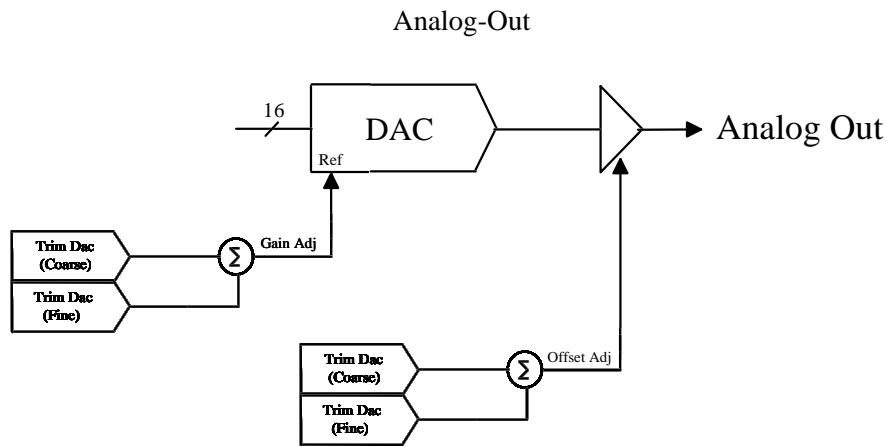 Analog-Out
16
DAC
Analog Out
Ref
Trim Dac
(Coarse)
Σ
Gain Adj
Trim Dac
(Fine)
Trim Dac
(Coarse)
Σ
Offset Adj
Trim Dac
(Fine)